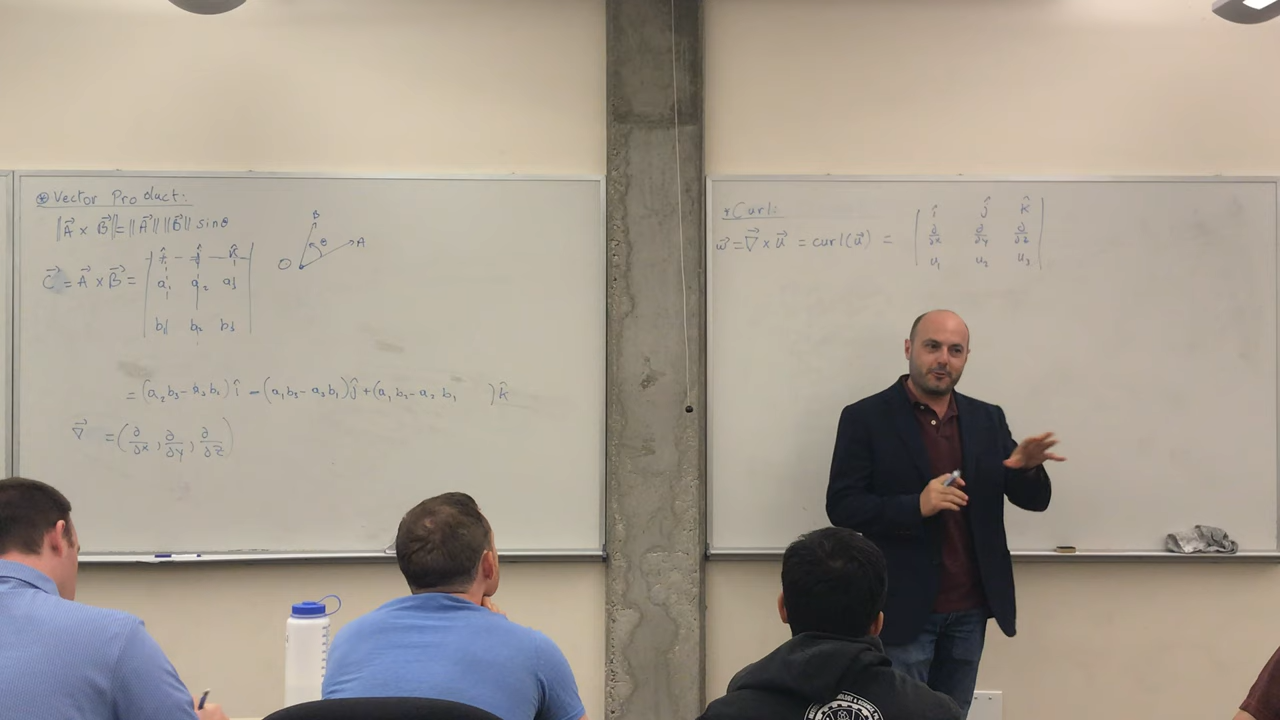 ⊛ Vector Product:
‖A⃗ × B⃗‖ = ‖A⃗‖ ‖B⃗‖ sinθ
B
θ
A
O
C⃗ = A⃗ × B⃗ =
î ĵ k̂
a₁ a₂ a₃
b₁ b₂ b₃
= (a₂b₃ - a₃b₂) î - (a₁b₃ - a₃b₁) ĵ + (a₁b₂ - a₂b₁ ) k̂
∇⃗ = (∂/∂x, ∂/∂y, ∂/∂z)
* Curl:
ω⃗ = ∇⃗ × u⃗ = curl(u⃗) =
î ĵ k̂
∂/∂x ∂/∂y ∂/∂z
u₁ u₂ u₃